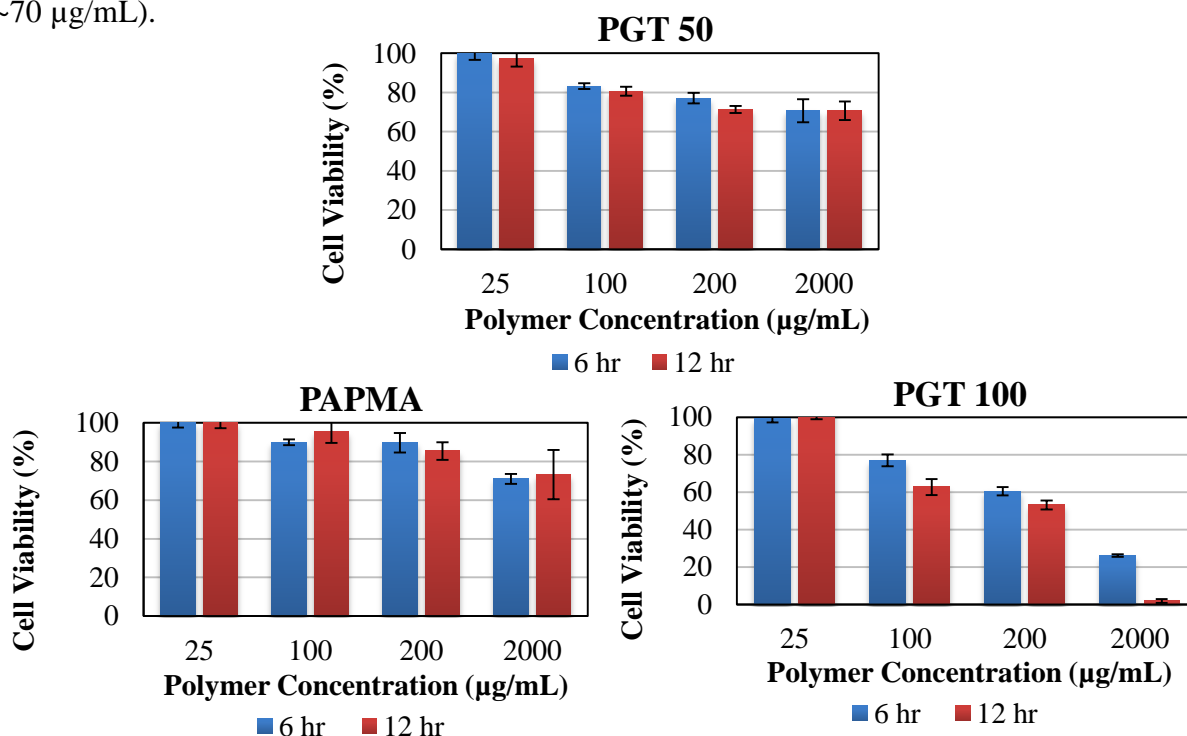 ~70 µg/mL).
PGT 50
Cell Viability (%)
100
80
60
40
20
0
25 100 200 2000
Polymer Concentration (µg/mL)
6 hr 12 hr
PAPMA
Cell Viability (%)
100
80
60
40
20
0
25 100 200 2000
Polymer Concentration (µg/mL)
6 hr 12 hr
PGT 100
Cell Viability (%)
100
80
60
40
20
0
25 100 200 2000
Polymer Concentration (µg/mL)
6 hr 12 hr